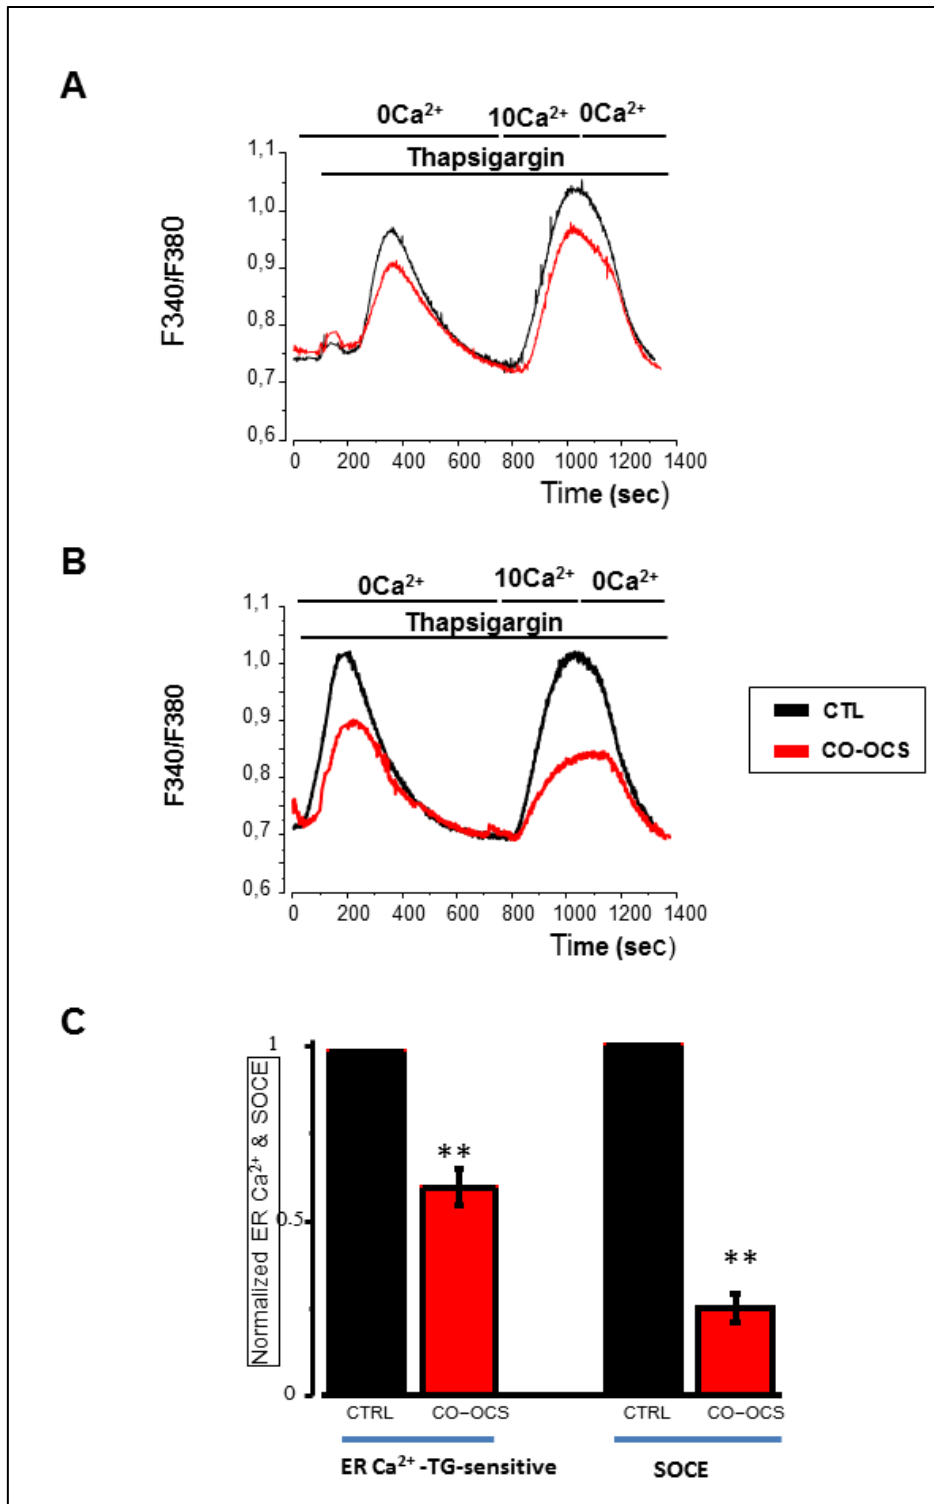 A
0Ca²⁺ 10Ca²⁺ 0Ca²⁺
Thapsigargin
1,1
1,0
0,9
0,8
0,7
0,6
F340/F380
0 200 400 600 800 1000 1200 1400
Time (sec)
B
0Ca²⁺ 10Ca²⁺ 0Ca²⁺
Thapsigargin
1,1
1,0
0,9
0,8
0,7
0,6
F340/F380
0 200 400 600 800 1000 1200 1400
Time (sec)
CTL
CO-OCS
C
Normalized ER Ca²⁺ & SOCE
1
0.5
0
**
**
CTRL CO–OCS CTRL CO–OCS
ER Ca²⁺ -TG-sensitive SOCE